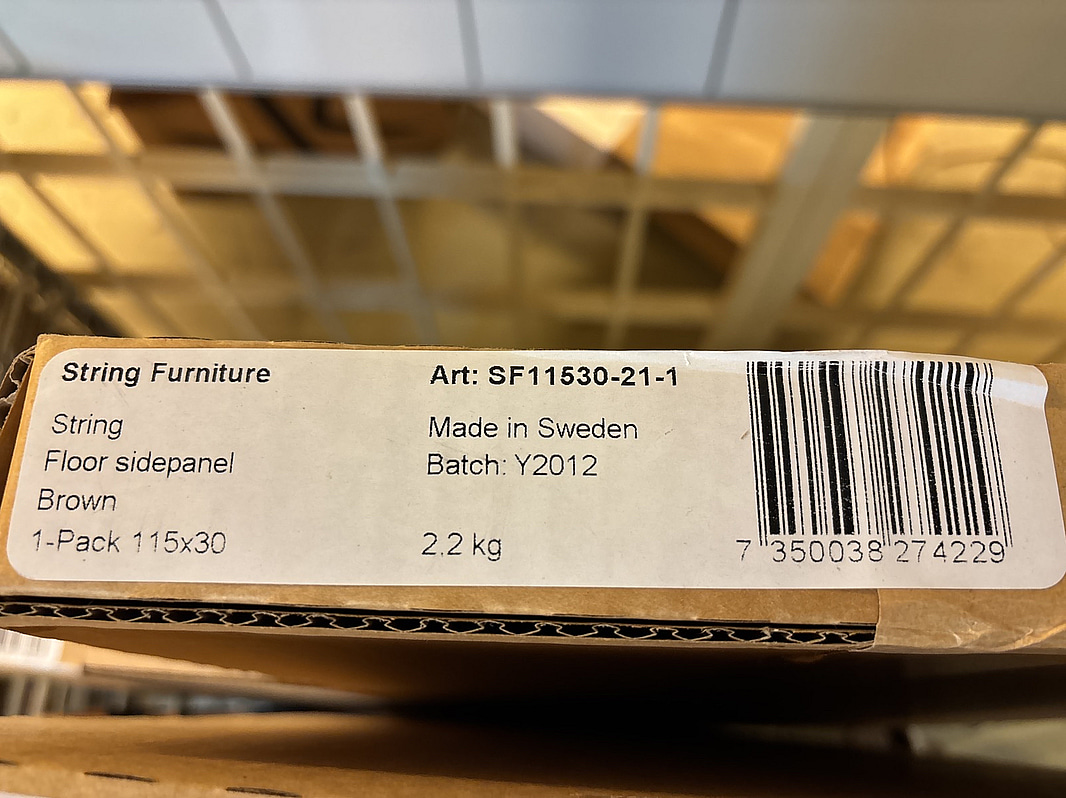 String Furniture
String
Floor sidepanel
Brown
1-Pack 115x30
Art: SF11530-21-1
Made in Sweden
Batch: Y2012
2.2 kg
7 350038 274229